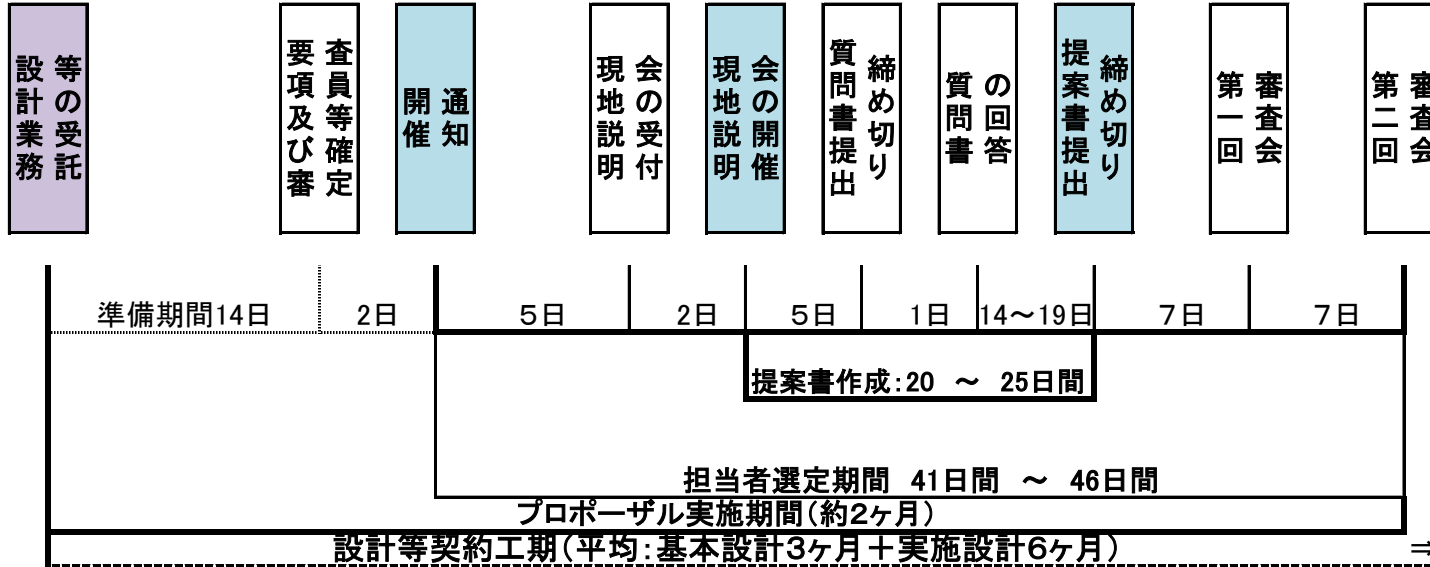 設計業務
等の受託
要項及び審
査員等確定
開催
通知
現地説明
会の受付
現地説明
会の開催
質問書提出
締め切り
質問書
の回答
提案書提出
締め切り
第一回
審査会
第二回
審査会
準備期間14日
2日
5日
2日
5日
1日
14～19日
7日
7日
提案書作成：20 ～ 25日間
担当者選定期間 41日間 ～ 46日間
プロポーザル実施期間（約2ヶ月）
設計等契約工期（平均：基本設計3ヶ月＋実施設計6ヶ月） ⇒